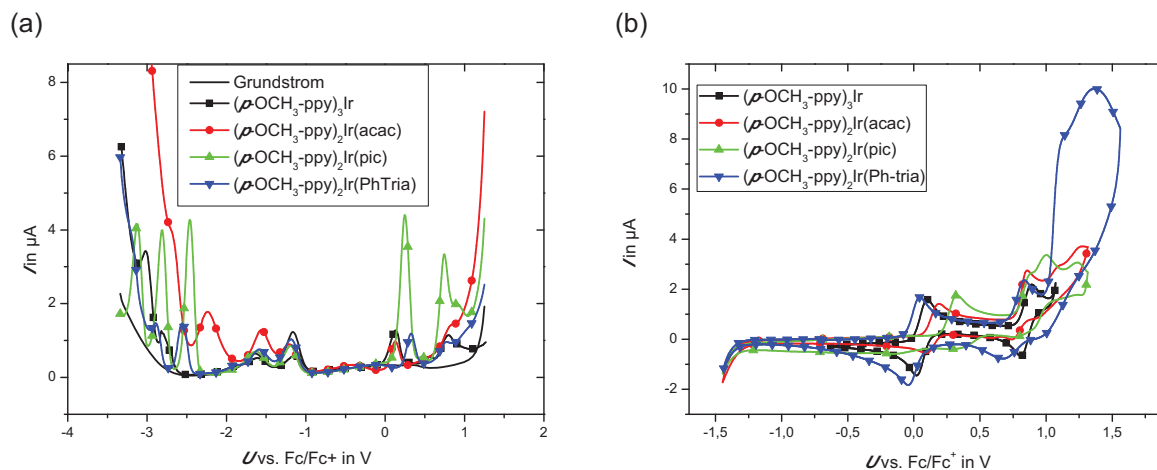 (a)
(b)
8
6
4
2
0
-4
-3
-2
-1
0
1
2
I in µA
U vs. Fc/Fc+ in V
Grundstrom
(p-OCH₃-ppy)₃Ir
(p-OCH₃-ppy)₂Ir(acac)
(p-OCH₃-ppy)₂Ir(pic)
(p-OCH₃-ppy)₂Ir(PhTria)
10
8
6
4
2
0
-2
-1,5
-1,0
-0,5
0,0
0,5
1,0
1,5
I in µA
U vs. Fc/Fc⁺ in V
(p-OCH₃-ppy)₃Ir
(p-OCH₃-ppy)₂Ir(acac)
(p-OCH₃-ppy)₂Ir(pic)
(p-OCH₃-ppy)₂Ir(Ph-tria)